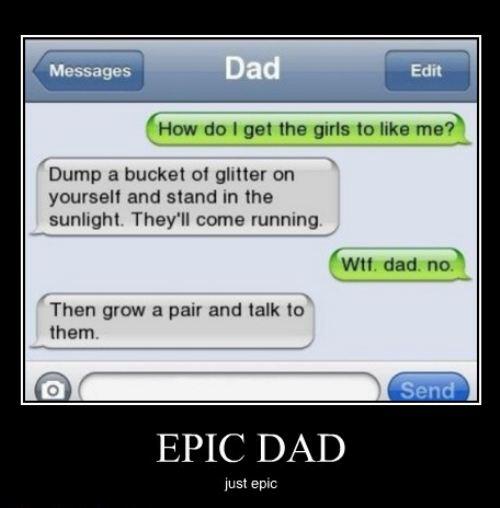 Messages
Dad
Edit
How do I get the girls to like me?
Dump a bucket of glitter on
yourself and stand in the
sunlight. They'll come running.
Wtf. dad. no.
Then grow a pair and talk to
them.
Send
EPIC DAD
just epic